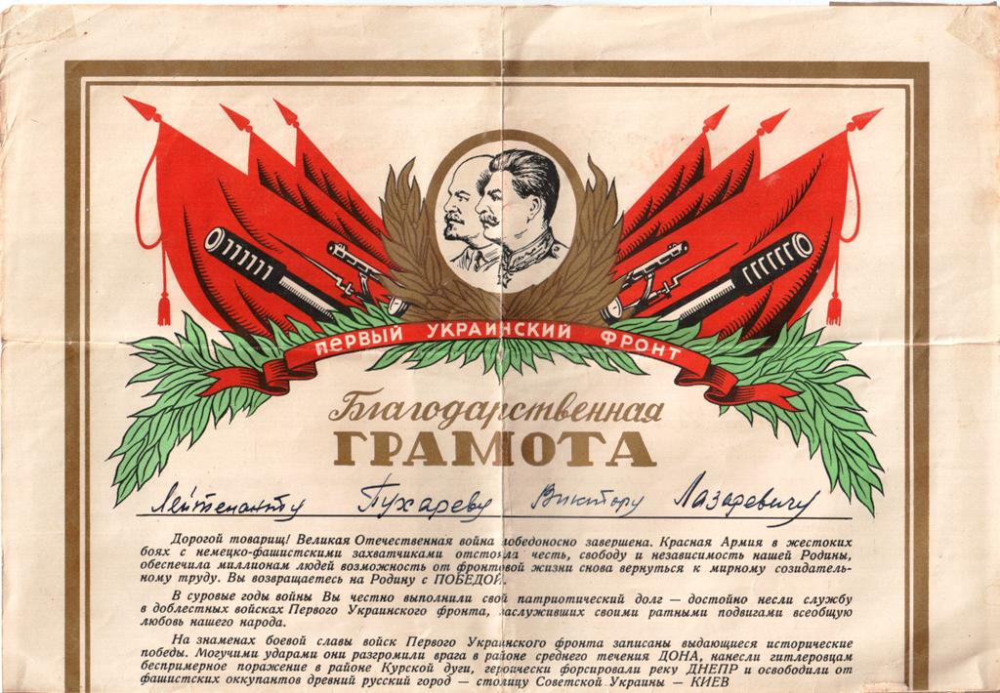 ПЕРВЫЙ УКРАИНСКИЙ ФРОНТ
Благодарственная
ГРАМОТА
Лейтенанту Пухареву Виктору Лазаревичу
Дорогой товарищ! Великая Отечественная война победоносно завершена. Красная Армия в жестоких
боях с немецко-фашистскими захватчиками отстояла честь, свободу и независимость нашей Родины,
обеспечила миллионам людей возможность от фронтовой жизни снова вернуться к мирному созидатель-
ному труду. Вы возвращаетесь на Родину с ПОБЕДОЙ.
В суровые годы войны Вы честно выполнили свой патриотический долг — достойно несли службу
в доблестных войсках Первого Украинского фронта, заслуживших своими ратными подвигами всеобщую
любовь нашего народа.
На знаменах боевой славы войск Первого Украинского фронта записаны выдающиеся исторические
победы. Могучими ударами они разгромили врага в районе среднего течения ДОНА, нанесли гитлеровцам
беспримерное поражение в районе Курской дуги, героически форсировали реку ДНЕПР и освободили от
фашистских оккупантов древний русский город — столицу Советской Украины — КИЕВ